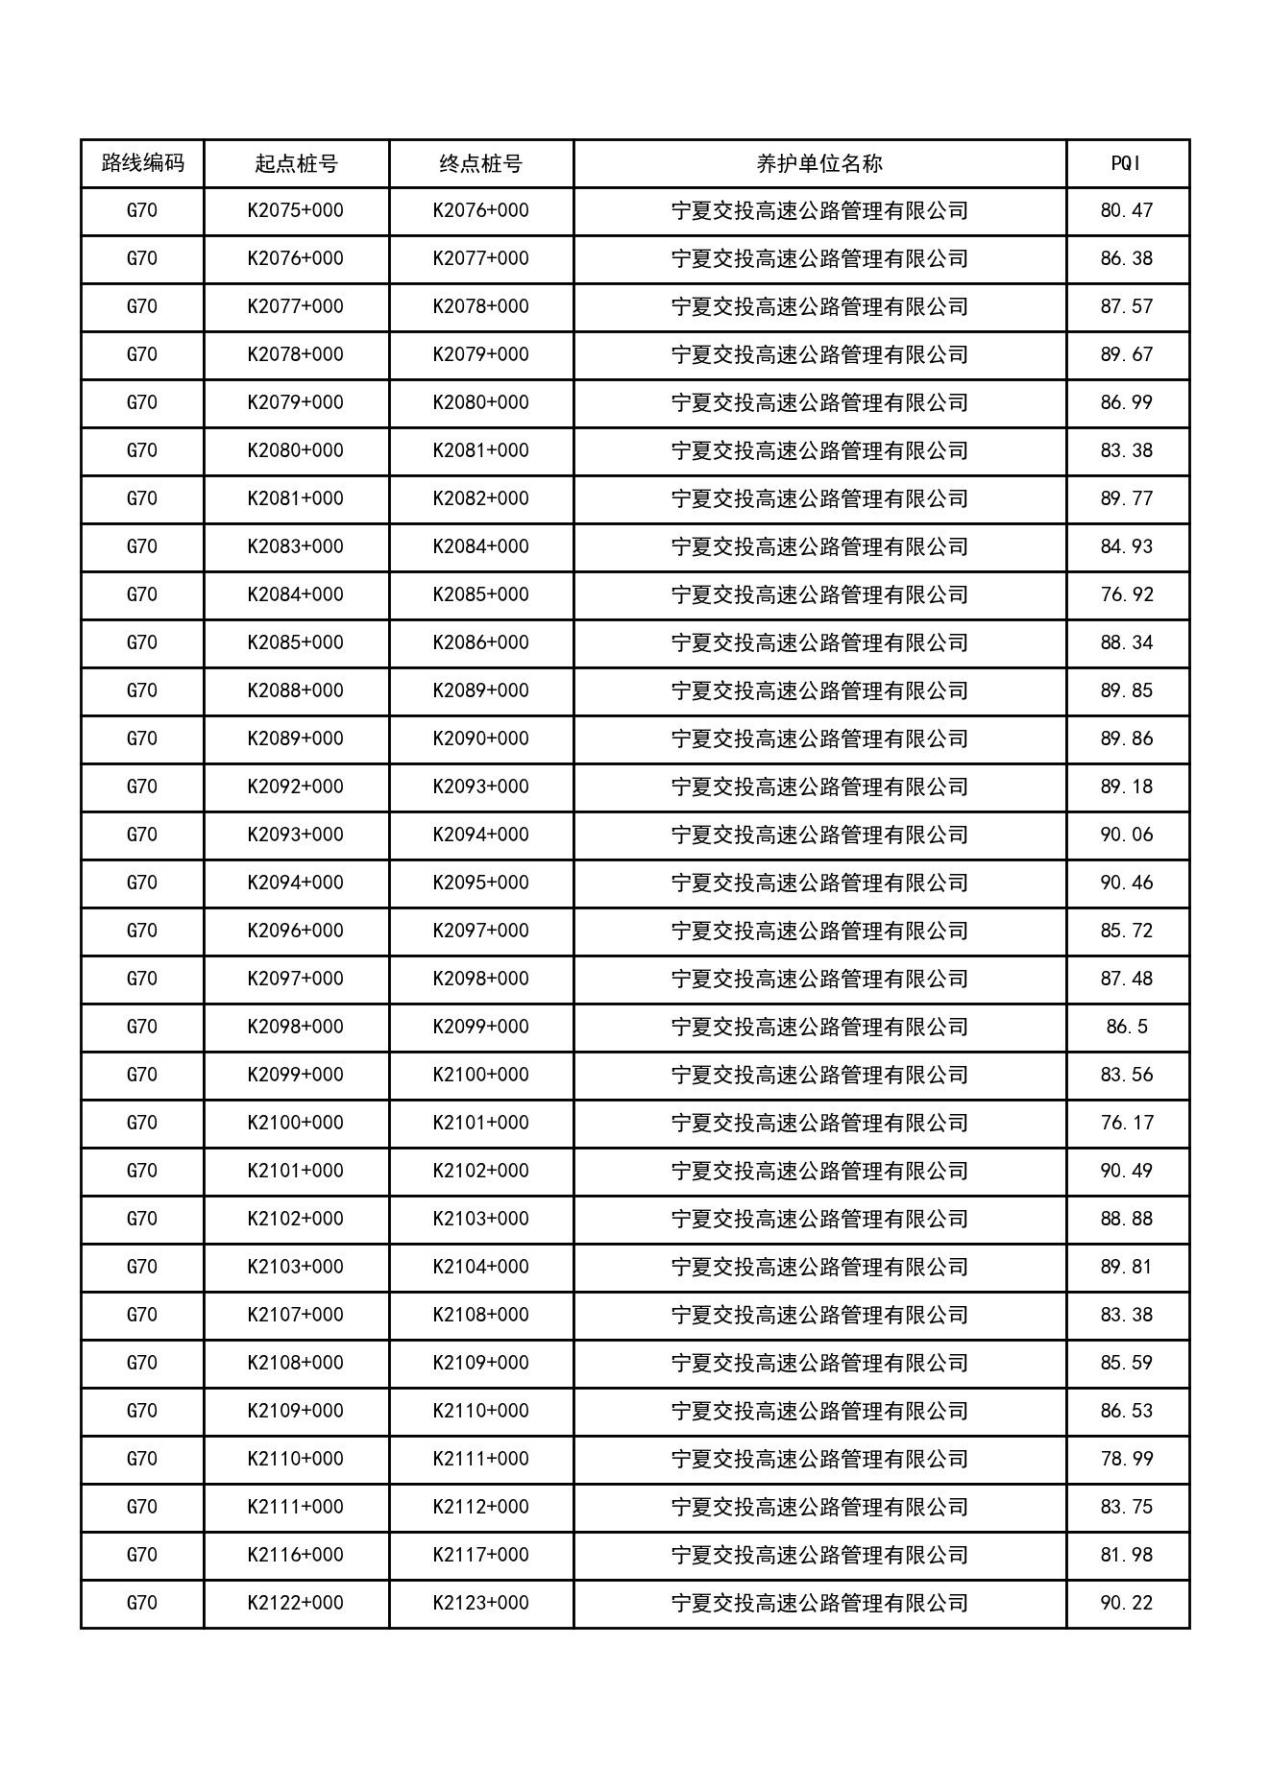 路线编码 起点桩号 终点桩号 养护单位名称 PQI
G70 K2075+000 K2076+000 宁夏交投高速公路管理有限公司 80.47
G70 K2076+000 K2077+000 宁夏交投高速公路管理有限公司 86.38
G70 K2077+000 K2078+000 宁夏交投高速公路管理有限公司 87.57
G70 K2078+000 K2079+000 宁夏交投高速公路管理有限公司 89.67
G70 K2079+000 K2080+000 宁夏交投高速公路管理有限公司 86.99
G70 K2080+000 K2081+000 宁夏交投高速公路管理有限公司 83.38
G70 K2081+000 K2082+000 宁夏交投高速公路管理有限公司 89.77
G70 K2083+000 K2084+000 宁夏交投高速公路管理有限公司 84.93
G70 K2084+000 K2085+000 宁夏交投高速公路管理有限公司 76.92
G70 K2085+000 K2086+000 宁夏交投高速公路管理有限公司 88.34
G70 K2088+000 K2089+000 宁夏交投高速公路管理有限公司 89.85
G70 K2089+000 K2090+000 宁夏交投高速公路管理有限公司 89.86
G70 K2092+000 K2093+000 宁夏交投高速公路管理有限公司 89.18
G70 K2093+000 K2094+000 宁夏交投高速公路管理有限公司 90.06
G70 K2094+000 K2095+000 宁夏交投高速公路管理有限公司 90.46
G70 K2096+000 K2097+000 宁夏交投高速公路管理有限公司 85.72
G70 K2097+000 K2098+000 宁夏交投高速公路管理有限公司 87.48
G70 K2098+000 K2099+000 宁夏交投高速公路管理有限公司 86.5
G70 K2099+000 K2100+000 宁夏交投高速公路管理有限公司 83.56
G70 K2100+000 K2101+000 宁夏交投高速公路管理有限公司 76.17
G70 K2101+000 K2102+000 宁夏交投高速公路管理有限公司 90.49
G70 K2102+000 K2103+000 宁夏交投高速公路管理有限公司 88.88
G70 K2103+000 K2104+000 宁夏交投高速公路管理有限公司 89.81
G70 K2107+000 K2108+000 宁夏交投高速公路管理有限公司 83.38
G70 K2108+000 K2109+000 宁夏交投高速公路管理有限公司 85.59
G70 K2109+000 K2110+000 宁夏交投高速公路管理有限公司 86.53
G70 K2110+000 K2111+000 宁夏交投高速公路管理有限公司 78.99
G70 K2111+000 K2112+000 宁夏交投高速公路管理有限公司 83.75
G70 K2116+000 K2117+000 宁夏交投高速公路管理有限公司 81.98
G70 K2122+000 K2123+000 宁夏交投高速公路管理有限公司 90.22